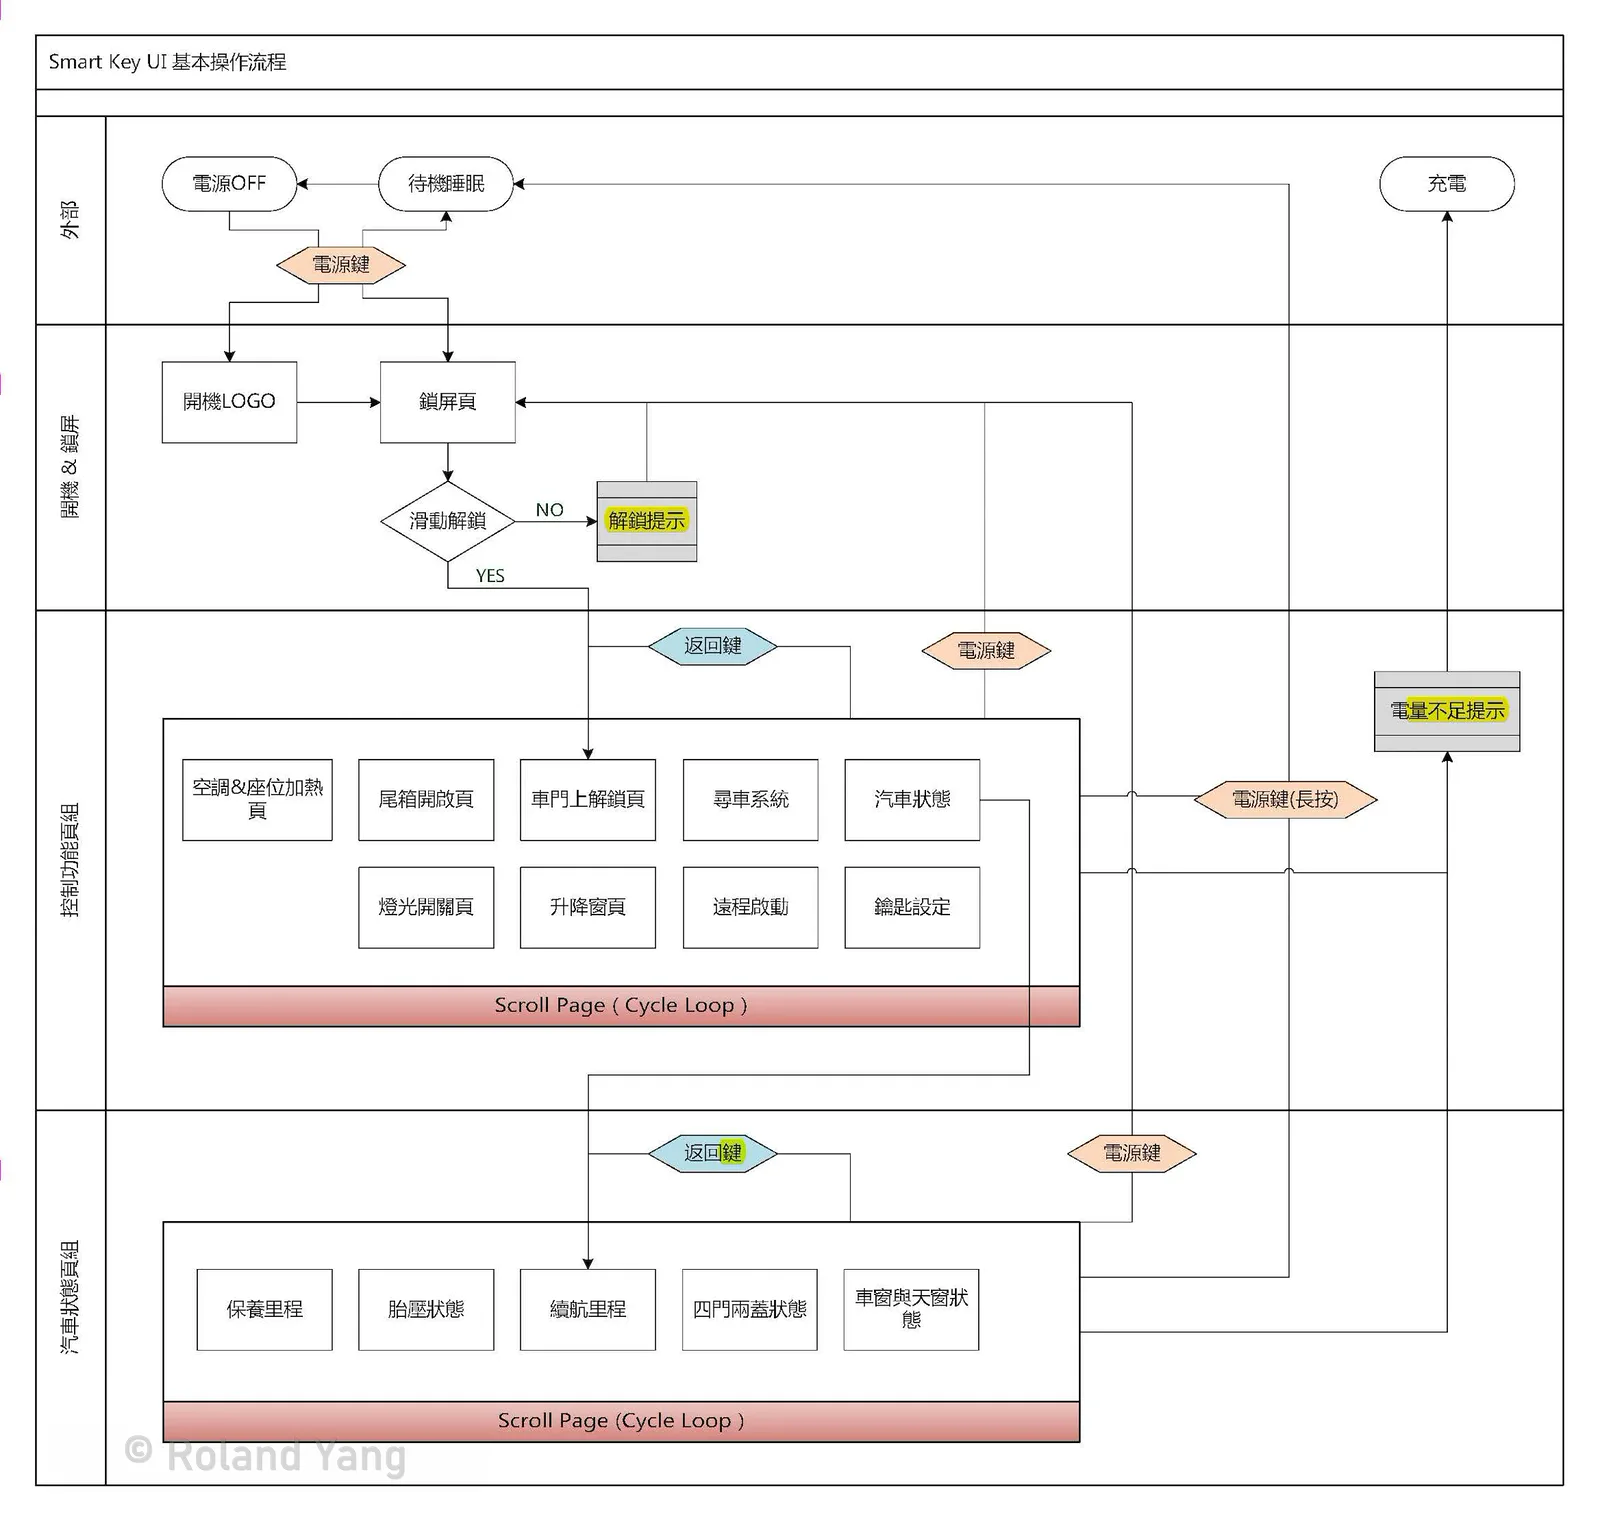 Smart Key UI 基本操作流程
外部
電源OFF
待機睡眠
充電
電源鍵
開機 & 鎖屏
開機LOGO
鎖屏頁
滑動解鎖
NO
解鎖提示
YES
控制功能頁組
返回鍵
電源鍵
電量不足提示
空調&座位加熱
頁
尾箱開啟頁
車門上解鎖頁
尋車系統
汽車狀態
電源鍵(長按)
燈光開關頁
升降窗頁
遠程啟動
鑰匙設定
Scroll Page ( Cycle Loop )
汽車狀態頁組
返回鍵
電源鍵
保養里程
胎壓狀態
續航里程
四門兩蓋狀態
車窗與天窗狀
態
Scroll Page (Cycle Loop )
© Roland Yang